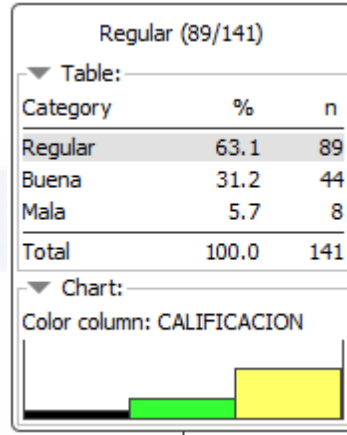 Regular (89/141)
Table:
Category % n
Regular 63.1 89
Buena 31.2 44
Mala 5.7 8
Total 100.0 141
Chart:
Color column: CALIFICACION